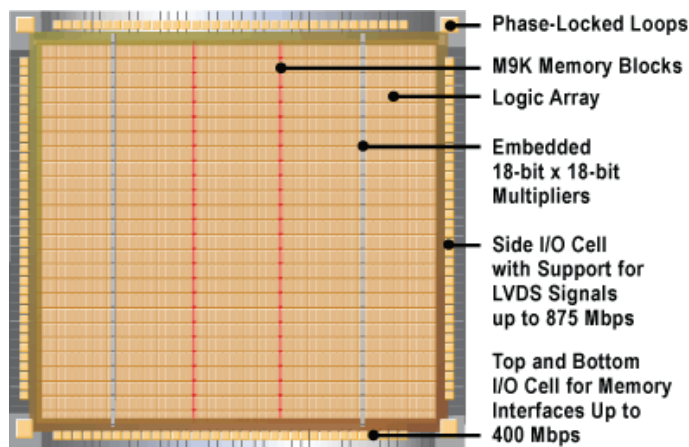 Phase-Locked Loops
M9K Memory Blocks
Logic Array
Embedded
18-bit x 18-bit
Multipliers
Side I/O Cell
with Support for
LVDS Signals
up to 875 Mbps
Top and Bottom
I/O Cell for Memory
Interfaces Up to
400 Mbps